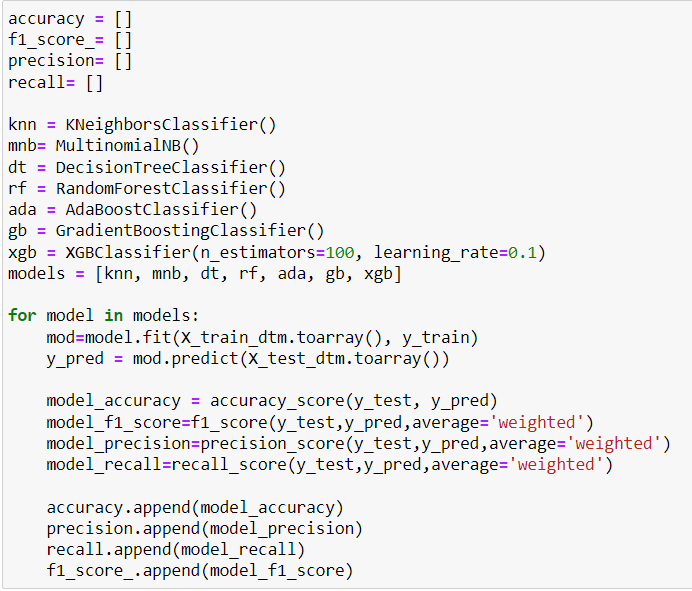 accuracy = []
f1_score_= []
precision= []
recall= []

knn = KNeighborsClassifier()
mnb= MultinomialNB()
dt = DecisionTreeClassifier()
rf = RandomForestClassifier()
ada = AdaBoostClassifier()
gb = GradientBoostingClassifier()
xgb = XGBClassifier(n_estimators=100, learning_rate=0.1)
models = [knn, mnb, dt, rf, ada, gb, xgb]

for model in models:
    mod=model.fit(X_train_dtm.toarray(), y_train)
    y_pred = mod.predict(X_test_dtm.toarray())

    model_accuracy = accuracy_score(y_test, y_pred)
    model_f1_score=f1_score(y_test,y_pred,average='weighted')
    model_precision=precision_score(y_test,y_pred,average='weighted')
    model_recall=recall_score(y_test,y_pred,average='weighted')

    accuracy.append(model_accuracy)
    precision.append(model_precision)
    recall.append(model_recall)
    f1_score_.append(model_f1_score)